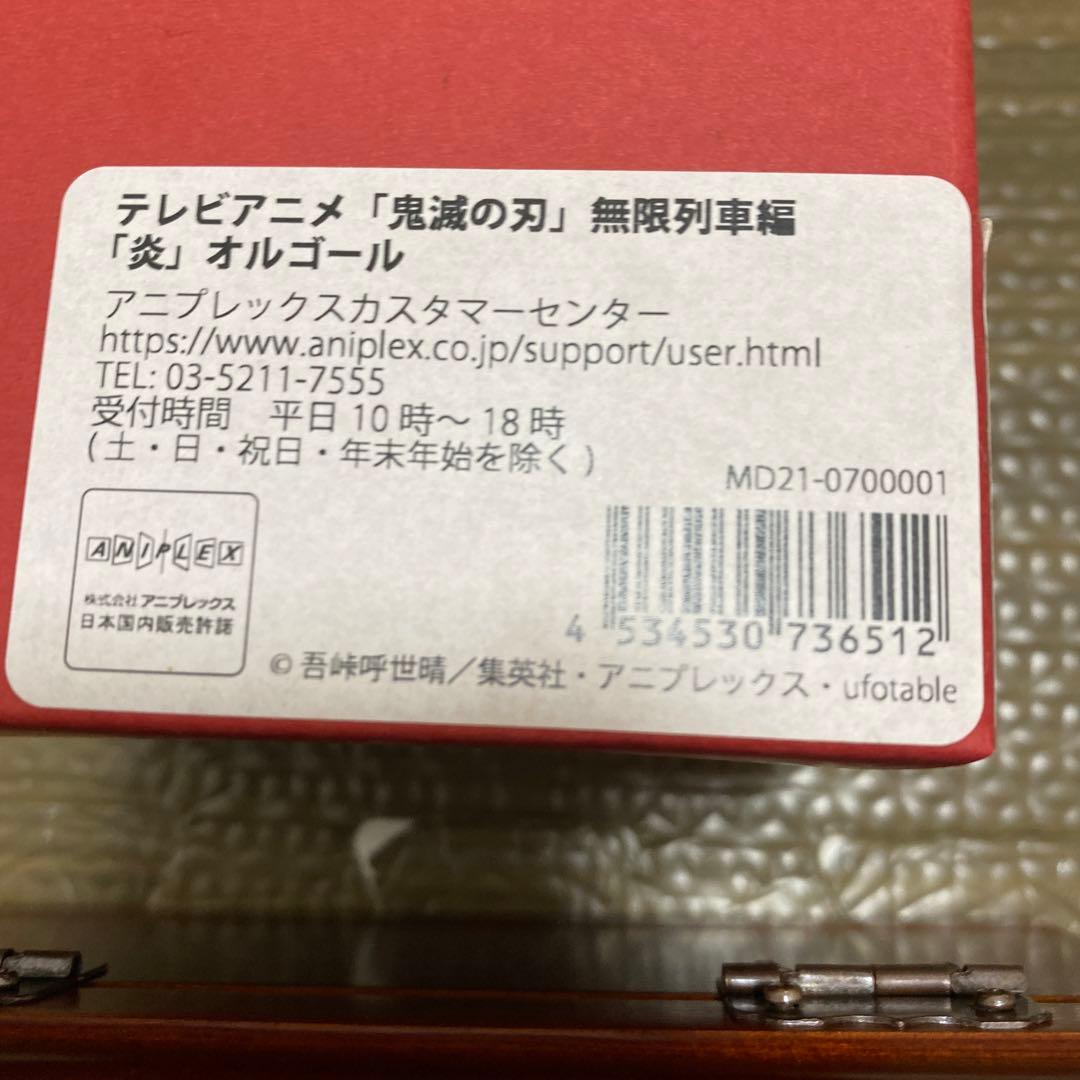 テレビアニメ「鬼滅の刃」無限列車編
「炎」オルゴール
アニプレックスカスタマーセンター
https://www.aniplex.co.jp/support/user.html
TEL: 03-5211-7555
受付時間　平日 10 時～ 18 時
(土・日・祝日・年末年始を除く)
MD21-0700001
ANIPLEX
株式会社アニプレックス
日本国内販売許諾
4 534530 736512
© 吾峠呼世晴／集英社・アニプレックス・ufotable